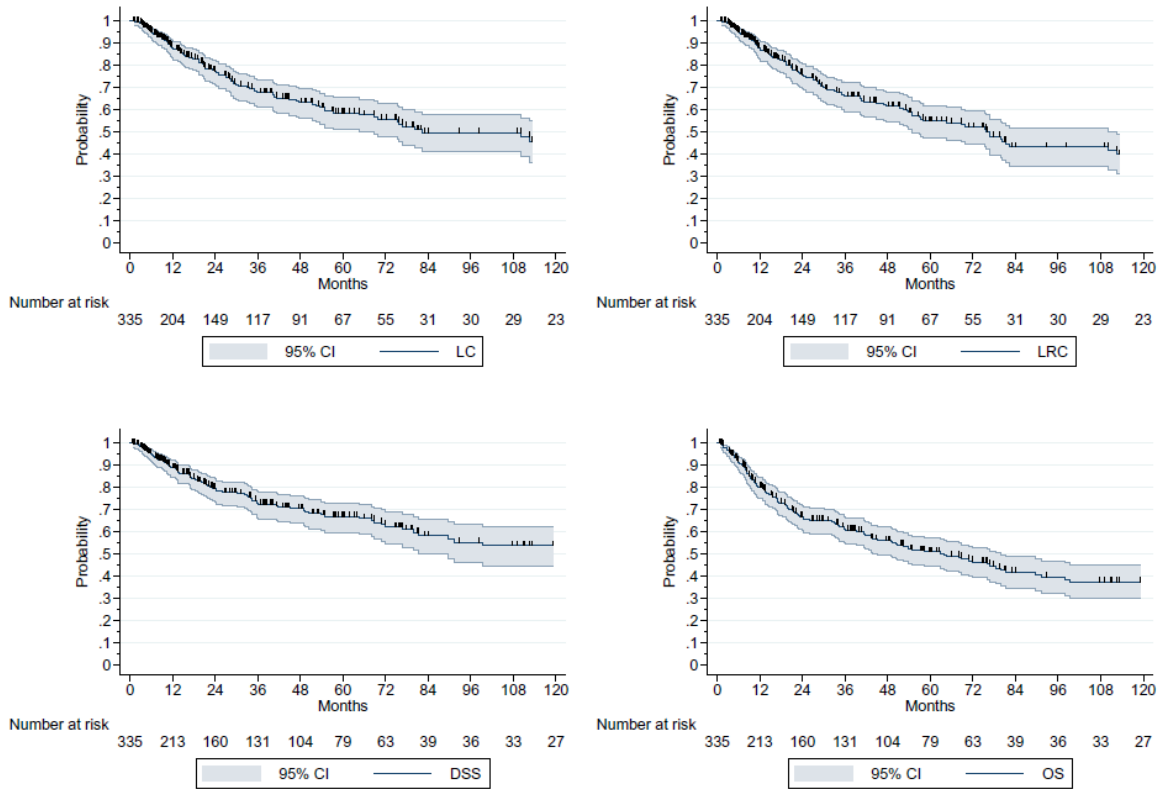 1
.9
.8
.7
.6
.5
.4
.3
.2
.1
0
Probability
0 12 24 36 48 60 72 84 96 108 120
Months
Number at risk
335 204 149 117 91 67 55 31 30 29 23
95% CI LC
1
.9
.8
.7
.6
.5
.4
.3
.2
.1
0
Probability
0 12 24 36 48 60 72 84 96 108 120
Months
Number at risk
335 204 149 117 91 67 55 31 30 29 23
95% CI LRC
1
.9
.8
.7
.6
.5
.4
.3
.2
.1
0
Probability
0 12 24 36 48 60 72 84 96 108 120
Months
Number at risk
335 213 160 131 104 79 63 39 36 33 27
95% CI DSS
1
.9
.8
.7
.6
.5
.4
.3
.2
.1
0
Probability
0 12 24 36 48 60 72 84 96 108 120
Months
Number at risk
335 213 160 131 104 79 63 39 36 33 27
95% CI OS